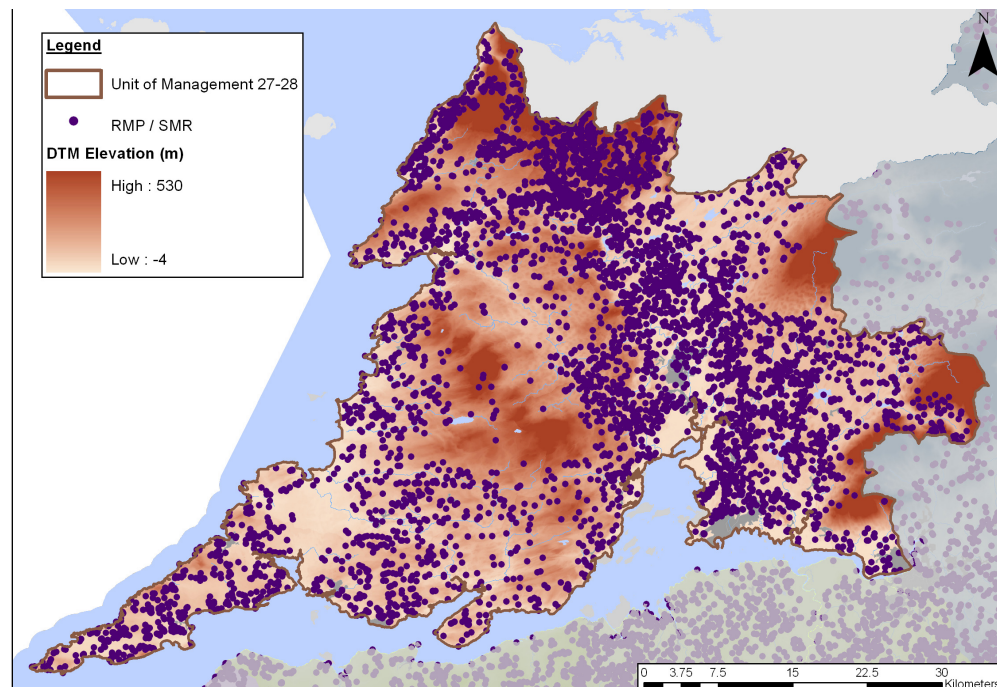 N
Legend
Unit of Management 27-28
RMP / SMR
DTM Elevation (m)
High : 530
Low : -4
0 3.75 7.5 15 22.5 30
Kilometers